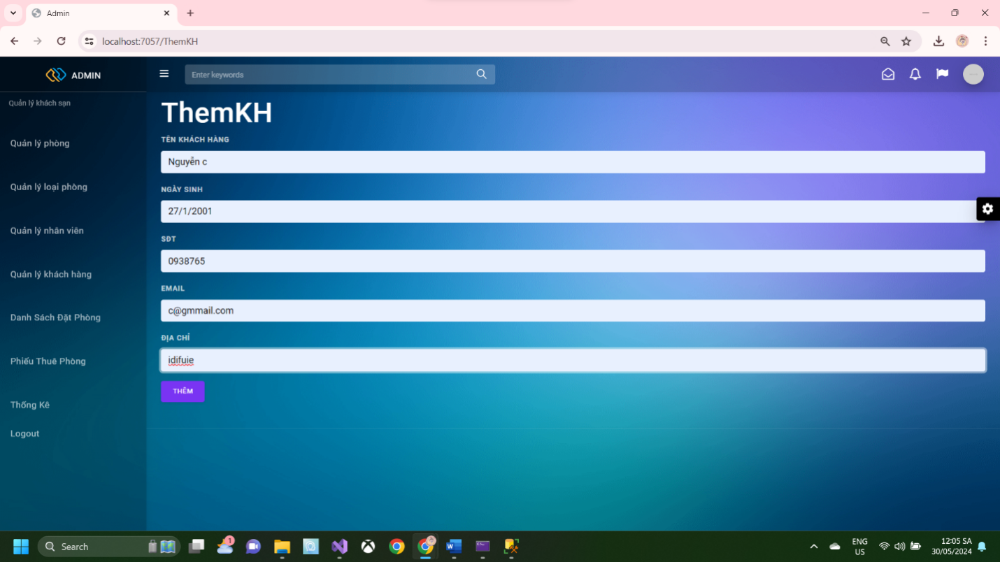 Admin
localhost:7057/ThemKH
ADMIN
Enter keywords
Quản lý khách sạn
Quản lý phòng
Quản lý loại phòng
Quản lý nhân viên
Quản lý khách hàng
Danh Sách Đặt Phòng
Phiếu Thuê Phòng
Thống Kê
Logout
ThemKH
TÊN KHÁCH HÀNG
Nguyễn c
NGÀY SINH
27/1/2001
SĐT
0938765
EMAIL
c@gmmail.com
ĐỊA CHỈ
idifuie
THÊM
Search
1
ENG
US
12:05 SA
30/05/2024